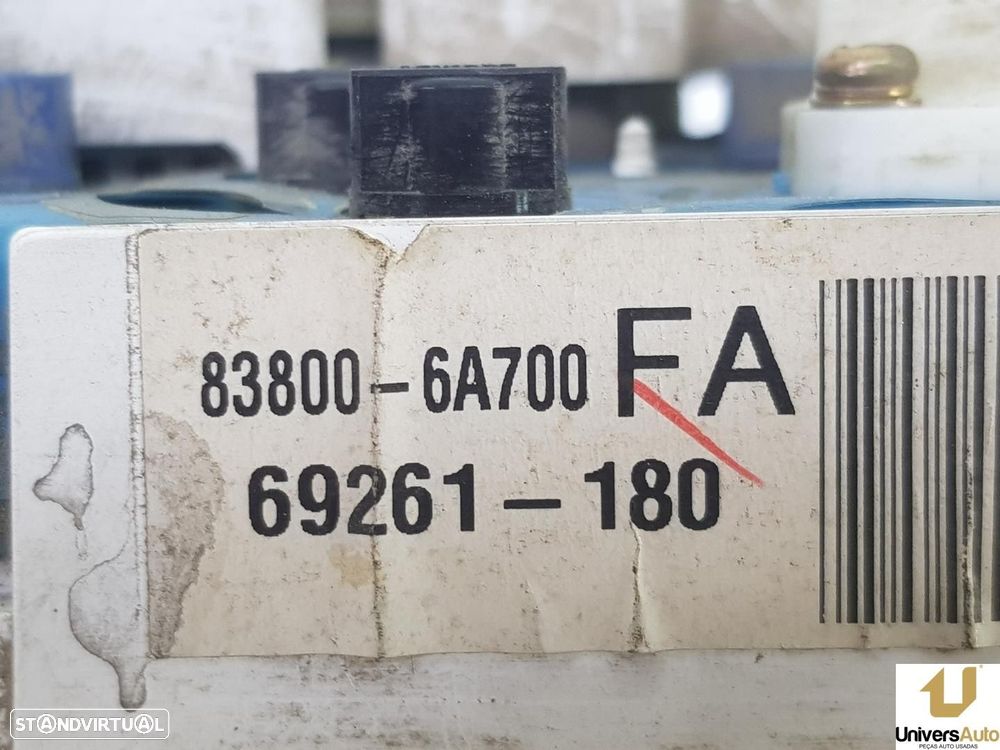 83800-6A700 FA
69261-180
STANDVIRTUAL
UniversAuto
PEÇAS AUTO USADAS